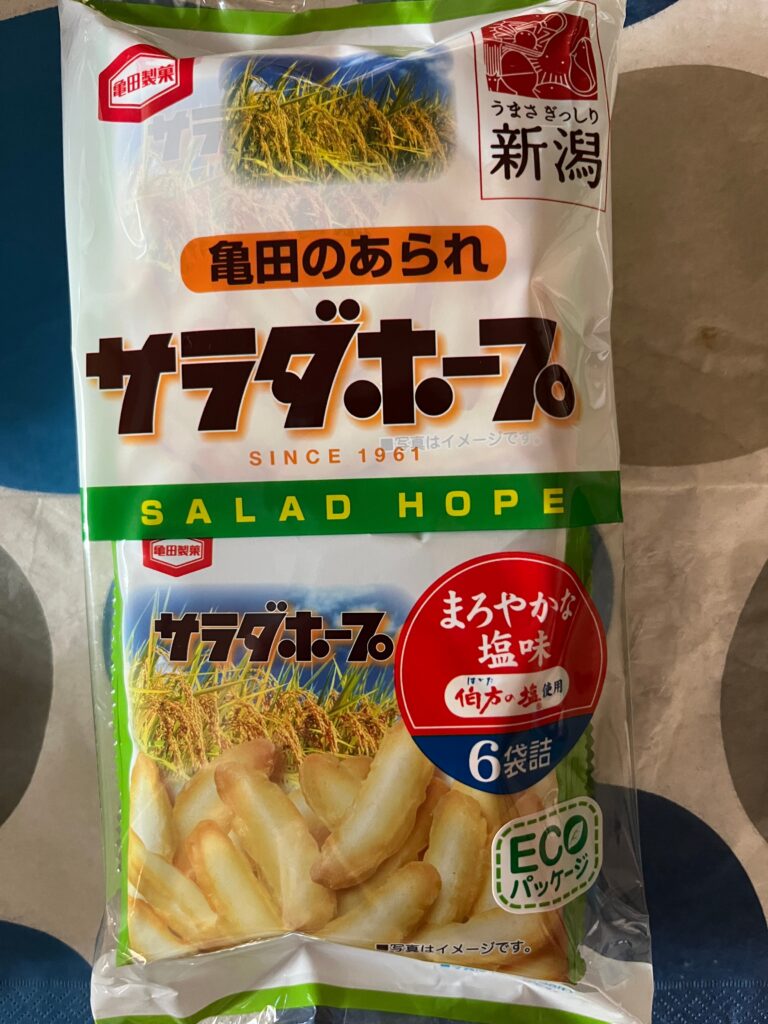 亀田製菓
うまさぎっしり
新潟
亀田のあられ
サラダホープ
■写真はイメージです。
SINCE 1961
SALAD HOPE
亀田製菓
サラダホープ
まろやかな
塩味
はかた
伯方の塩®使用
6袋詰
ECO
パッケージ
■写真はイメージです。